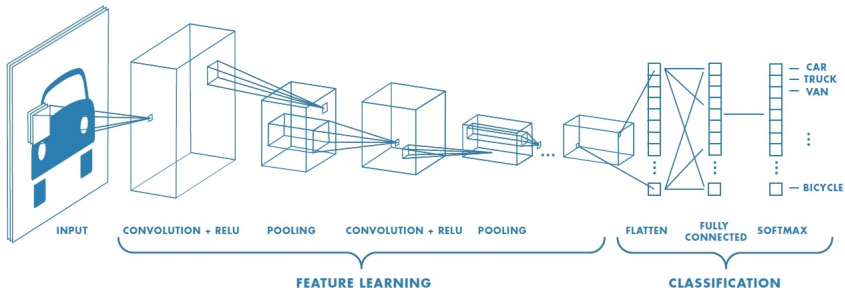 CAR
TRUCK
VAN
BICYCLE
INPUT
CONVOLUTION + RELU
POOLING
CONVOLUTION + RELU
POOLING
FLATTEN
FULLY
CONNECTED
SOFTMAX
FEATURE LEARNING
CLASSIFICATION